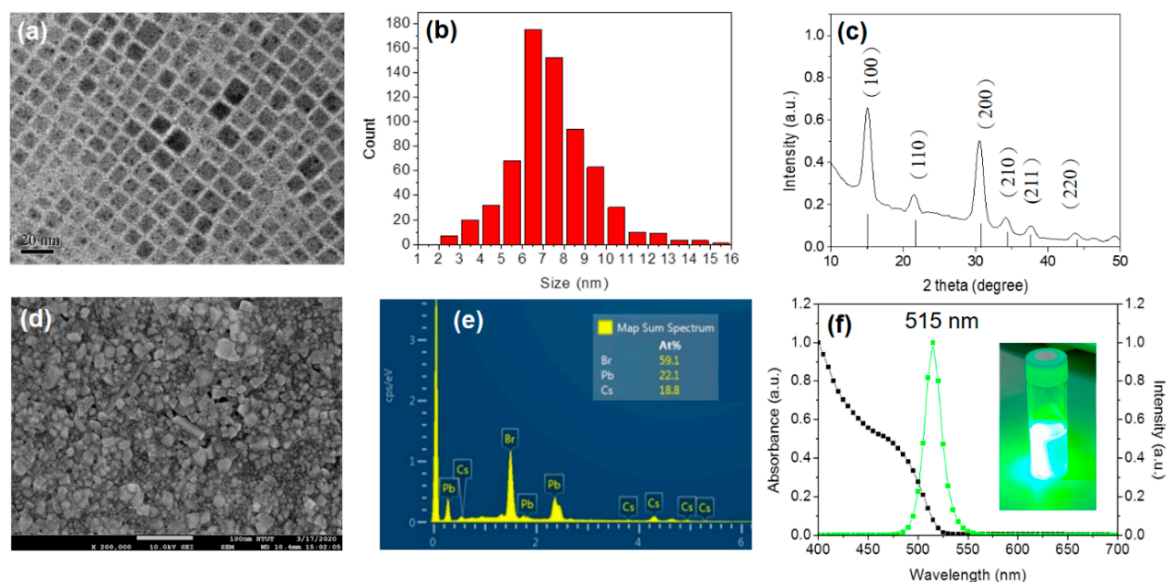 (a)
20 nm
(b)
Count
180
160
140
120
100
80
60
40
20
0
1 2 3 4 5 6 7 8 9 10 11 12 13 14 15 16
Size (nm)
(c)
Intensity (a.u.)
1.0
0.8
0.6
0.4
0.2
0.0
(100)
(110)
(200)
(210)
(211)
(220)
10 20 30 40 50
2 theta (degree)
(d)
100nm NTUT 3/17/2020
X 200,000 10.0kV SEI SEM WD 10.4mm 15:02:05
(e)
cps/eV
3
2
1
0
Map Sum Spectrum
At%
Br 59.1
Pb 22.1
Cs 18.8
Pb
Cs
Br
Pb
Pb
Cs
Cs
Cs
Cs
0 2 4 6
(f)
515 nm
Absorbance (a.u.)
1.2
1.0
0.8
0.6
0.4
0.2
0.0
Intensity (a.u.)
1.2
1.0
0.8
0.6
0.4
0.2
0.0
400 450 500 550 600 650 700
Wavelength (nm)